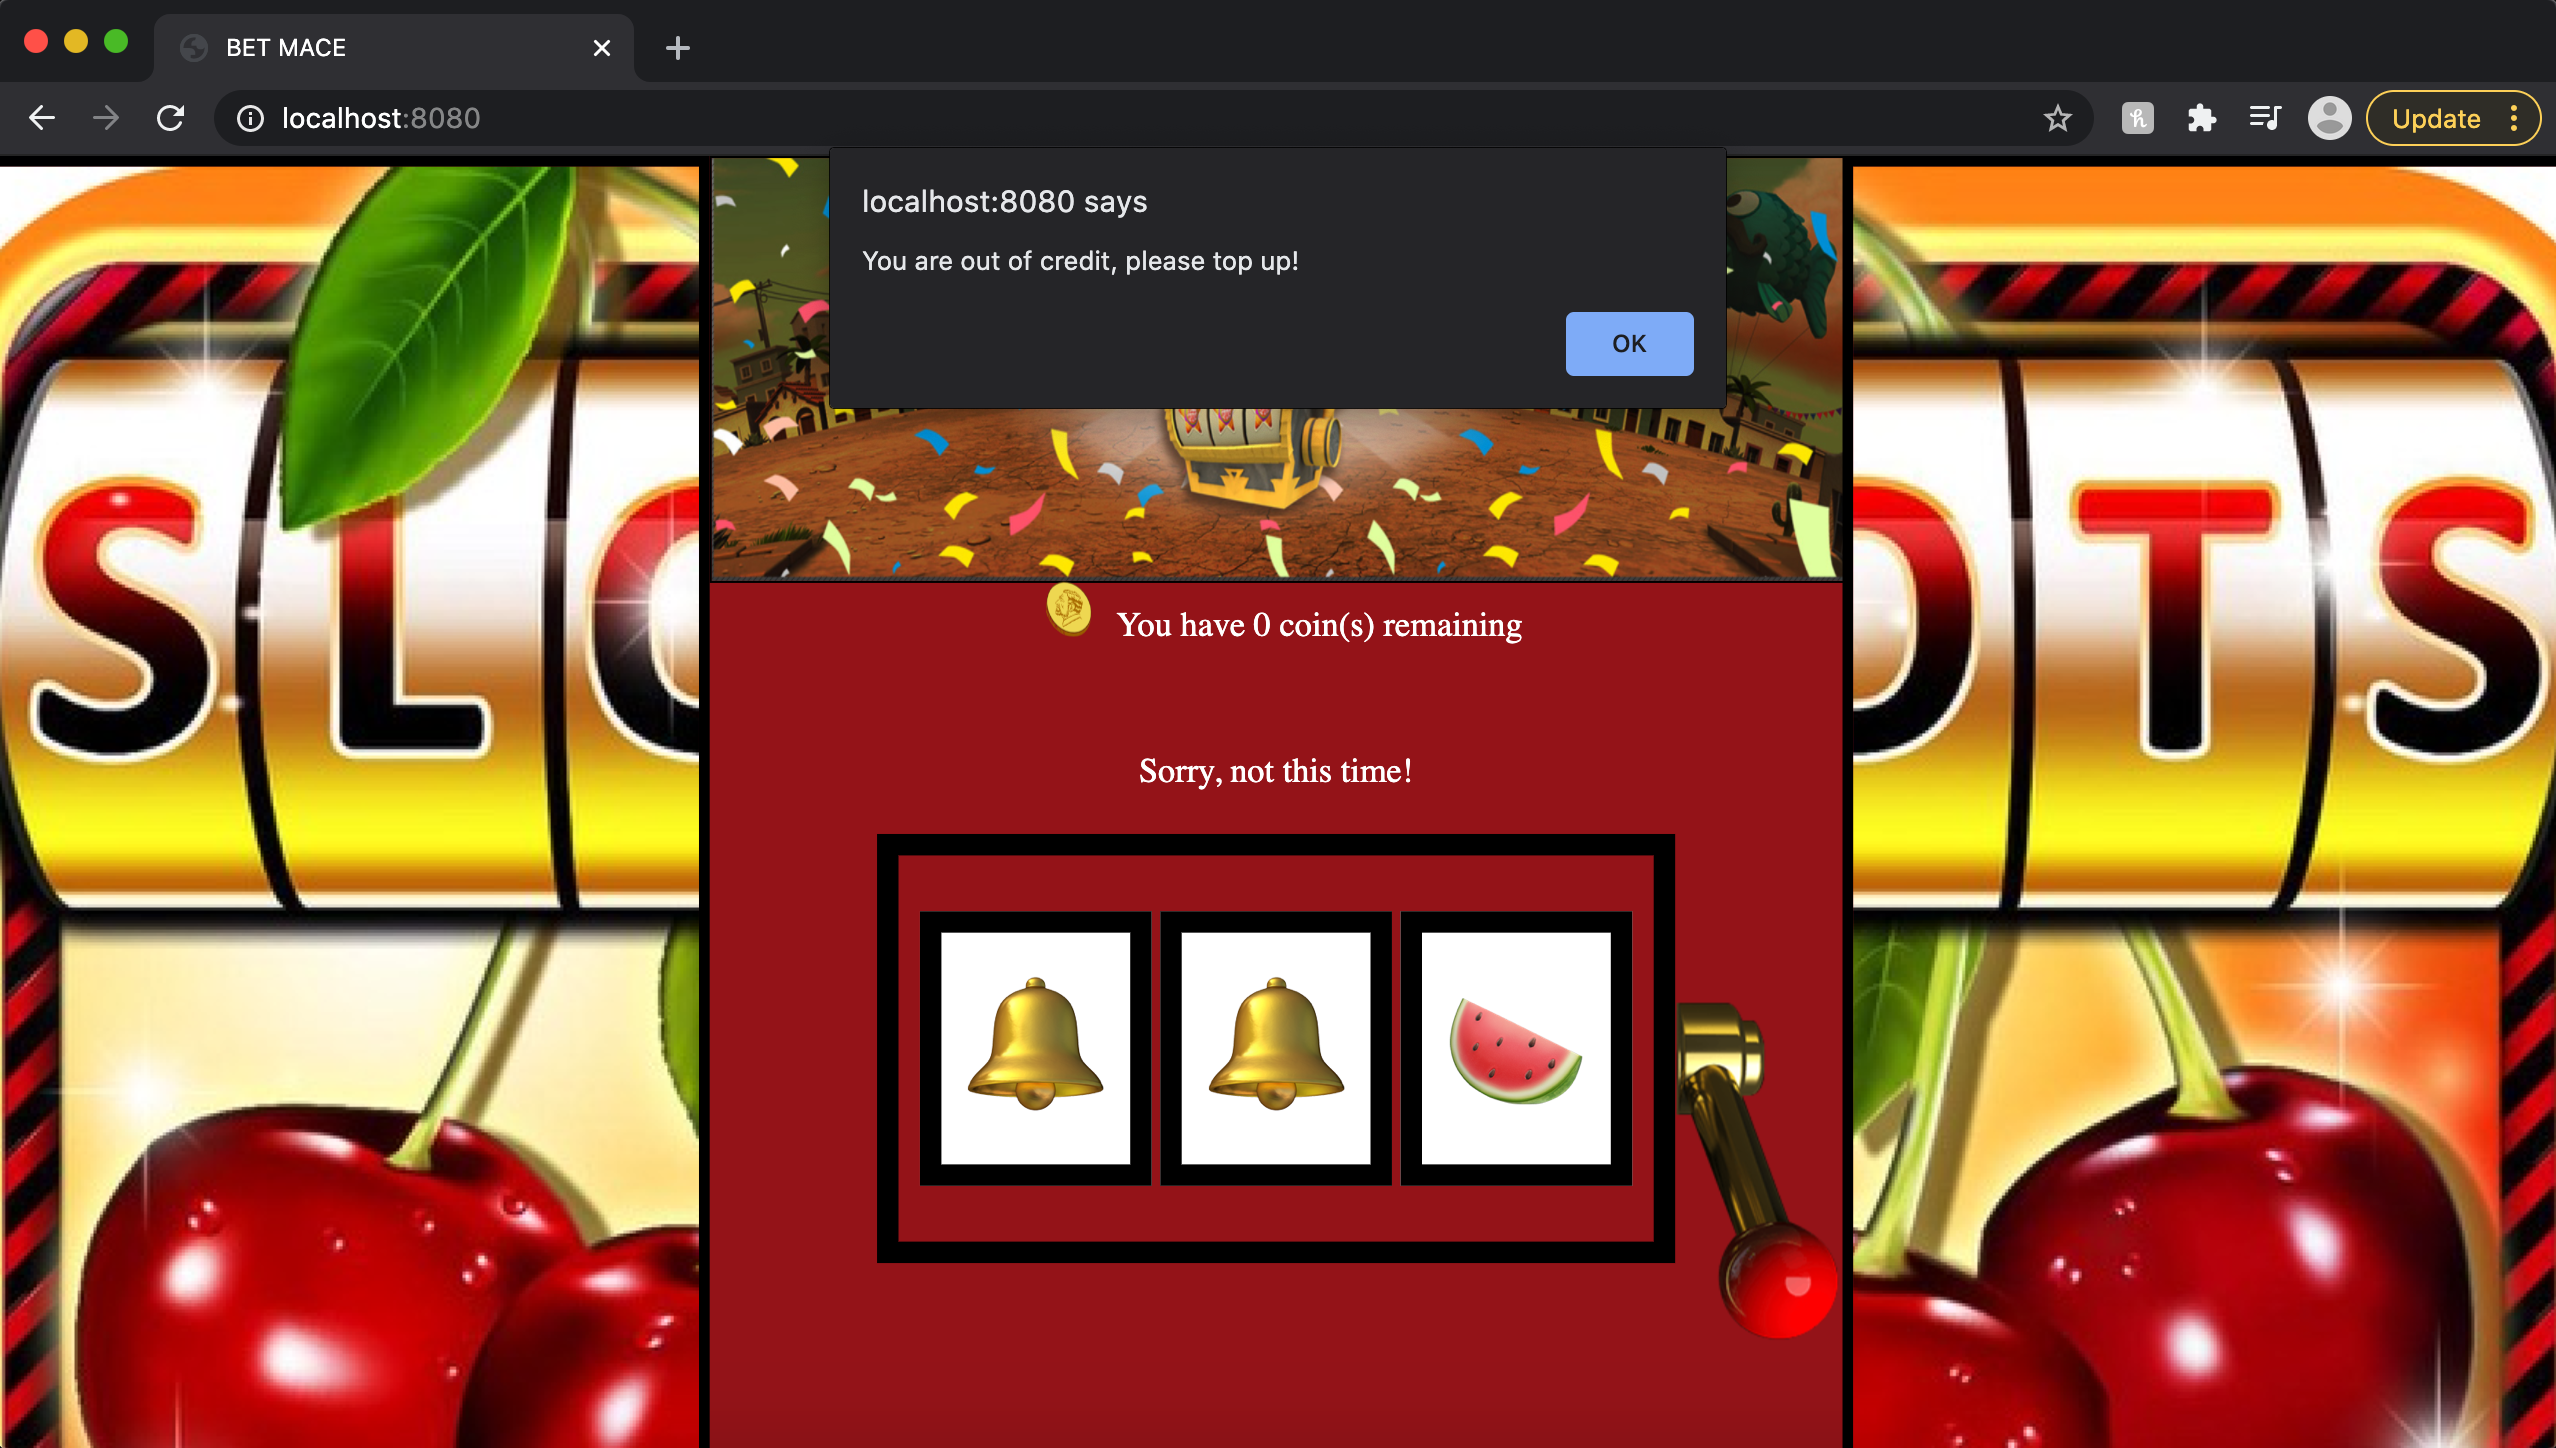 BET MACE
localhost:8080
Update
localhost:8080 says
You are out of credit, please top up!
OK
SLO
OTS
You have 0 coin(s) remaining
Sorry, not this time!